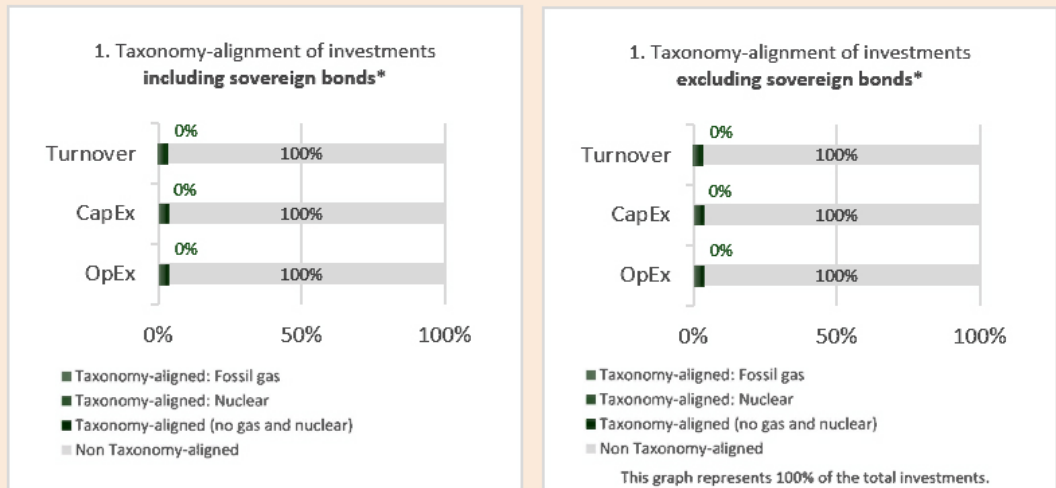 1. Taxonomy-alignment of investments
including sovereign bonds*
0%
Turnover
100%
0%
CapEx
100%
0%
OpEx
100%
0%
50%
100%
Taxonomy-aligned: Fossil gas
Taxonomy-aligned: Nuclear
Taxonomy-aligned (no gas and nuclear)
Non Taxonomy-aligned
1. Taxonomy-alignment of investments
excluding sovereign bonds*
0%
Turnover
100%
0%
CapEx
100%
0%
OpEx
100%
0%
50%
100%
Taxonomy-aligned: Fossil gas
Taxonomy-aligned: Nuclear
Taxonomy-aligned (no gas and nuclear)
Non Taxonomy-aligned
This graph represents 100% of the total investments.